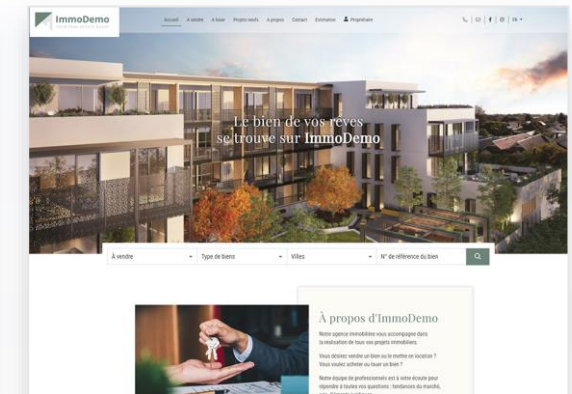 ImmoDemo
Accueil A vendre A louer Projets neufs A propos Contact Estimation Propriétaire
FR
Le bien de vos rêves
se trouve sur ImmoDemo
À vendre Type de biens Villes N° de référence du bien
À propos d'ImmoDemo
Notre agence immobilière vous accompagne dans
la réalisation de tous vos projets immobiliers.
Vous désirez vendre un bien ou le mettre en location ?
Vous voulez acheter ou louer un bien ?
Notre équipe de professionnels est à votre écoute pour
répondre à toutes vos questions : tendances du marché,